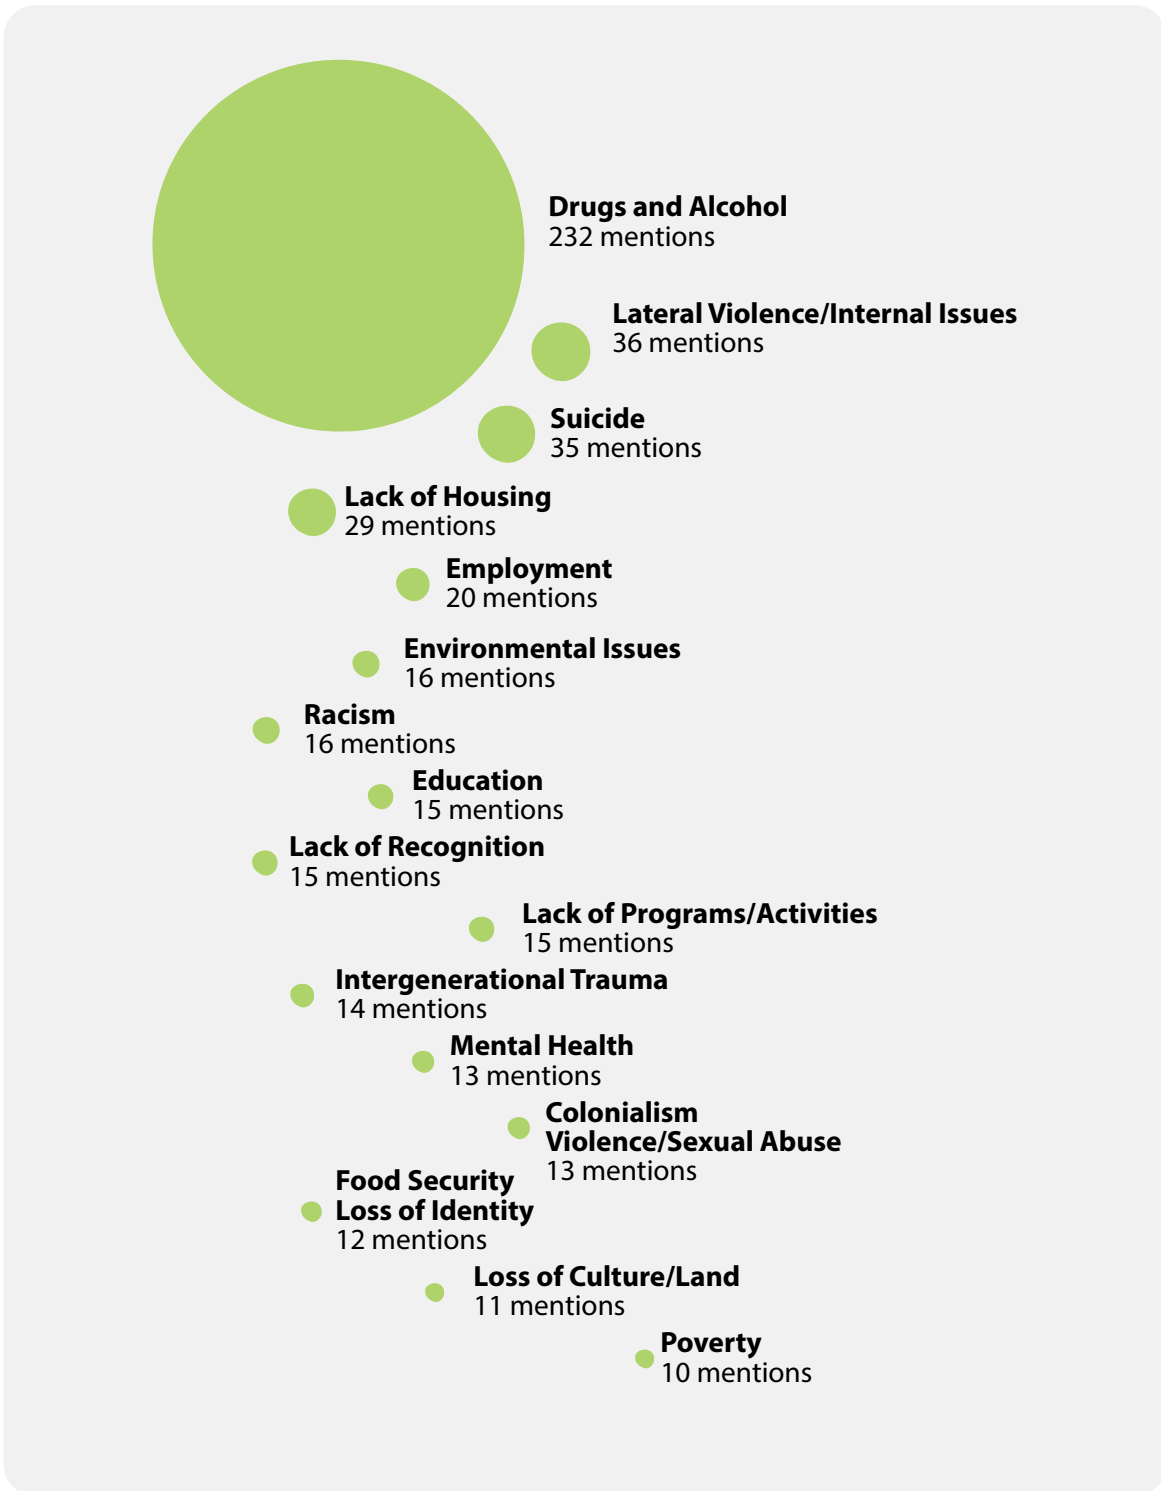 Drugs and Alcohol
232 mentions
Lateral Violence/Internal Issues
36 mentions
Suicide
35 mentions
Lack of Housing
29 mentions
Employment
20 mentions
Environmental Issues
16 mentions
Racism
16 mentions
Education
15 mentions
Lack of Recognition
15 mentions
Lack of Programs/Activities
15 mentions
Intergenerational Trauma
14 mentions
Mental Health
13 mentions
Colonialism
Violence/Sexual Abuse
13 mentions
Food Security
Loss of Identity
12 mentions
Loss of Culture/Land
11 mentions
Poverty
10 mentions